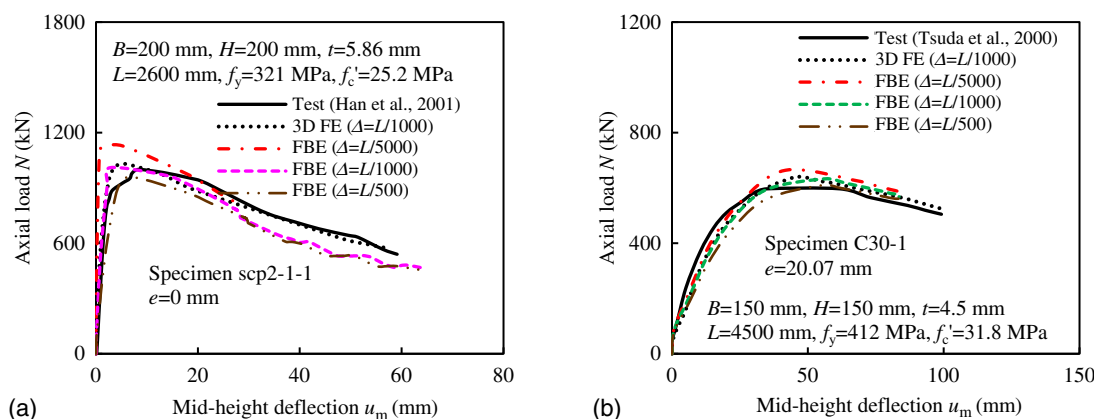 1800
1200
600
0
Axial load N (kN)
B=200 mm, H=200 mm, t=5.86 mm
L=2600 mm, fy=321 MPa, fc'=25.2 MPa
Test (Han et al., 2001)
3D FE (Δ=L/1000)
FBE (Δ=L/5000)
FBE (Δ=L/1000)
FBE (Δ=L/500)
Specimen scp2-1-1
e=0 mm
0 20 40 60 80
Mid-height deflection um (mm)
(a)
1200
800
400
0
Axial load N (kN)
Test (Tsuda et al., 2000)
3D FE (Δ=L/1000)
FBE (Δ=L/5000)
FBE (Δ=L/1000)
FBE (Δ=L/500)
Specimen C30-1
e=20.07 mm
B=150 mm, H=150 mm, t=4.5 mm
L=4500 mm, fy=412 MPa, fc'=31.8 MPa
0 50 100 150
Mid-height deflection um (mm)
(b)